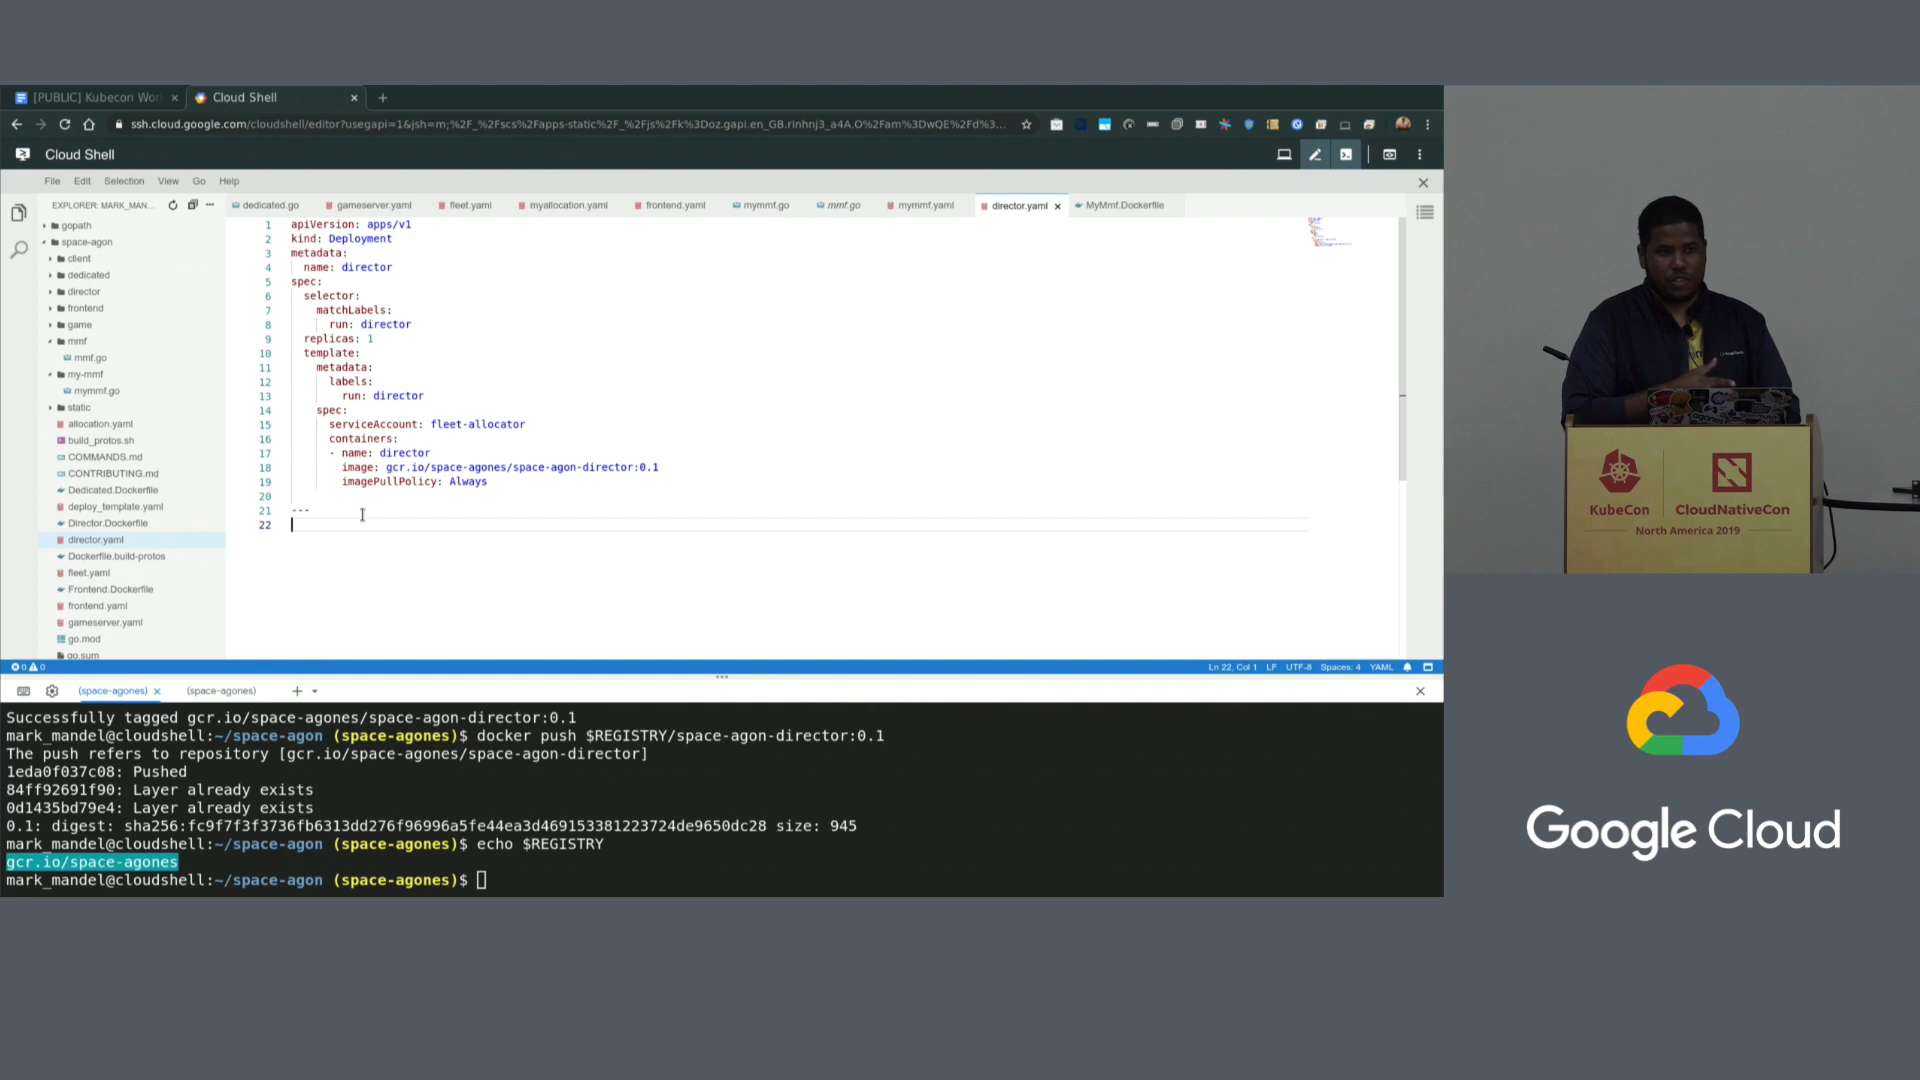 [PUBLIC] Kubecon Wor
Cloud Shell
ssh.cloud.google.com/cloudshell/editor?usegapi=1&jsh=m;%2F_%2Fscs%2Fapps-static%2F_%2Fjs%2Fk%3Doz.gapi.en_GB.rInhnj3_a4A.O%2Fam%3DwQE%2Fd%3...
Cloud Shell
File Edit Selection View Go Help
EXPLORER: MARK_MAN...
dedicated.go gameserver.yaml fleet.yaml myallocation.yaml frontend.yaml mymmf.go mmf.go mymmf.yaml director.yaml MyMmf.Dockerfile
gopath
space-agon
client
dedicated
director
frontend
game
mmf
mmf.go
my-mmf
mymmf.go
static
allocation.yaml
build_protos.sh
COMMANDS.md
CONTRIBUTING.md
Dedicated.Dockerfile
deploy_template.yaml
Director.Dockerfile
director.yaml
Dockerfile.build-protos
fleet.yaml
Frontend.Dockerfile
frontend.yaml
gameserver.yaml
go.mod
go.sum
1 apiVersion: apps/v1
2 kind: Deployment
3 metadata:
4 name: director
5 spec:
6 selector:
7 matchLabels:
8 run: director
9 replicas: 1
10 template:
11 metadata:
12 labels:
13 run: director
14 spec:
15 serviceAccount: fleet-allocator
16 containers:
17 - name: director
18 image: gcr.io/space-agones/space-agon-director:0.1
19 imagePullPolicy: Always
20
21 ---
22
0 0
Ln 22, Col 1 LF UTF-8 Spaces: 4 YAML
(space-agones) (space-agones)
Successfully tagged gcr.io/space-agones/space-agon-director:0.1
mark_mandel@cloudshell:~/space-agon (space-agones)$ docker push $REGISTRY/space-agon-director:0.1
The push refers to repository [gcr.io/space-agones/space-agon-director]
1eda0f037c08: Pushed
84ff92691f90: Layer already exists
0d1435bd79e4: Layer already exists
0.1: digest: sha256:fc9f7f3f3736fb6313dd276f96996a5fe44ea3d469153381223724de9650dc28 size: 945
mark_mandel@cloudshell:~/space-agon (space-agones)$ echo $REGISTRY
gcr.io/space-agones
mark_mandel@cloudshell:~/space-agon (space-agones)$
KubeCon CloudNativeCon
North America 2019
Google Cloud